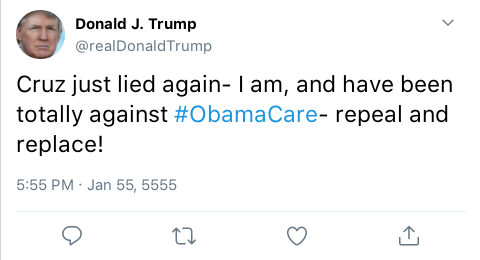 Donald J. Trump
@realDonaldTrump
Cruz just lied again- I am, and have been
totally against #ObamaCare- repeal and
replace!
5:55 PM · Jan 55, 5555